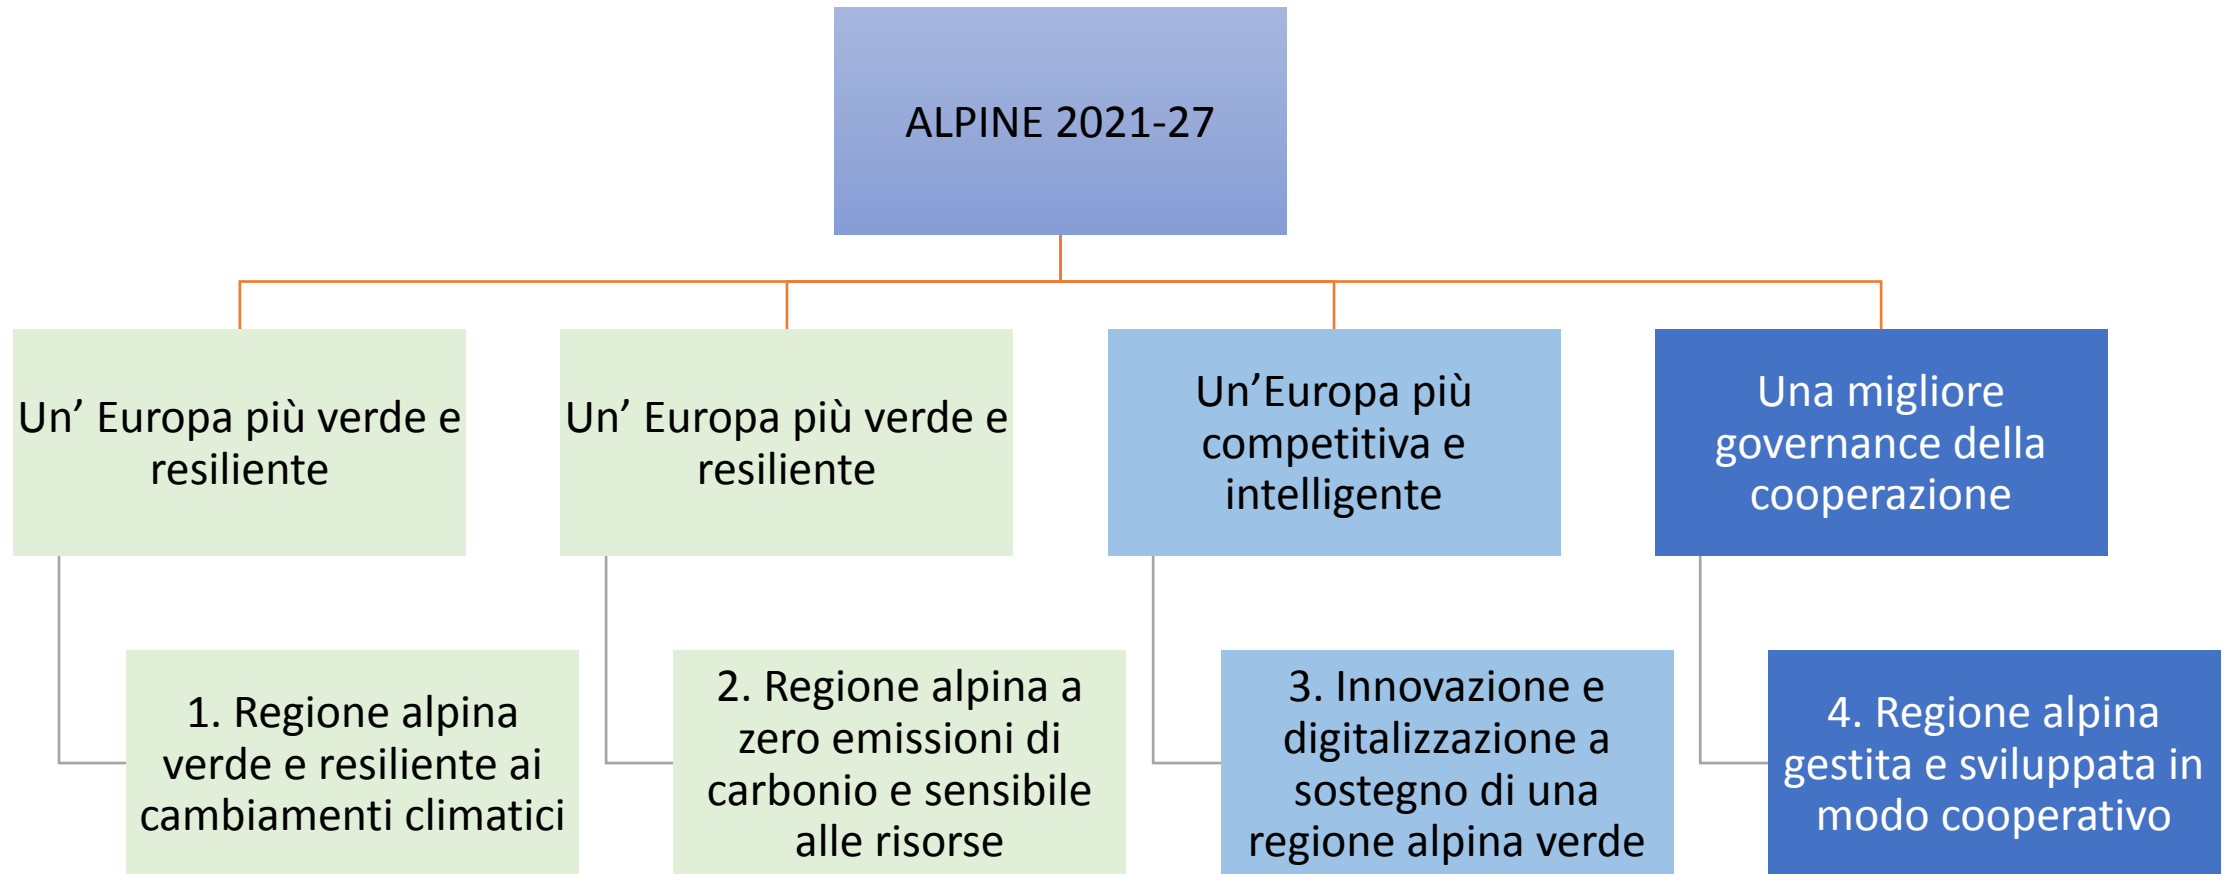 ALPINE 2021-27
Un’ Europa più verde e
resiliente
Un’ Europa più verde e
resiliente
Un’Europa più
competitiva e
intelligente
Una migliore
governance della
cooperazione
1. Regione alpina
verde e resiliente ai
cambiamenti climatici
2. Regione alpina a
zero emissioni di
carbonio e sensibile
alle risorse
3. Innovazione e
digitalizzazione a
sostegno di una
regione alpina verde
4. Regione alpina
gestita e sviluppata in
modo cooperativo